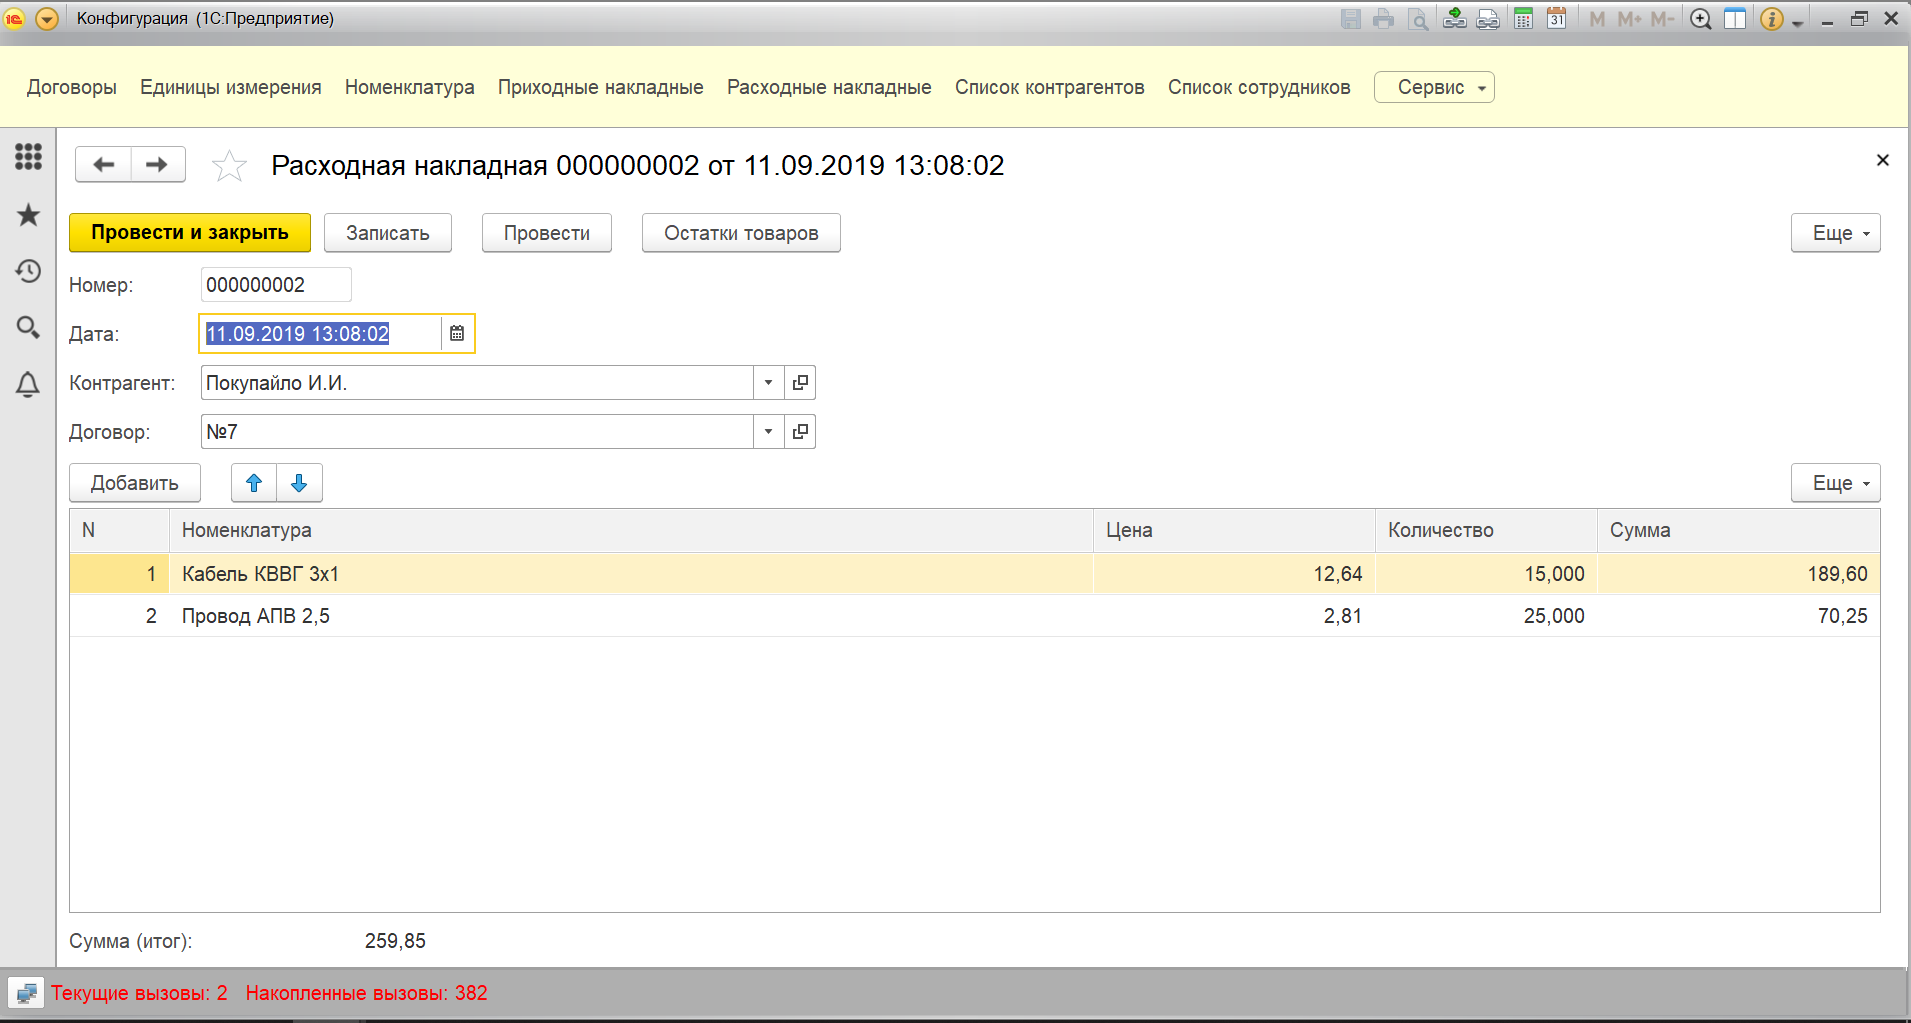 Конфигурация (1С:Предприятие)
31 M M+ M-
Договоры Единицы измерения Номенклатура Приходные накладные Расходные накладные Список контрагентов Список сотрудников Сервис
Расходная накладная 000000002 от 11.09.2019 13:08:02
Провести и закрыть Записать Провести Остатки товаров Еще
Номер: 000000002
Дата: 11.09.2019 13:08:02
Контрагент: Покупайло И.И.
Договор: №7
Добавить Еще
N Номенклатура Цена Количество Сумма
1 Кабель КВВГ 3х1 12,64 15,000 189,60
2 Провод АПВ 2,5 2,81 25,000 70,25
Сумма (итог): 259,85
Текущие вызовы: 2 Накопленные вызовы: 382